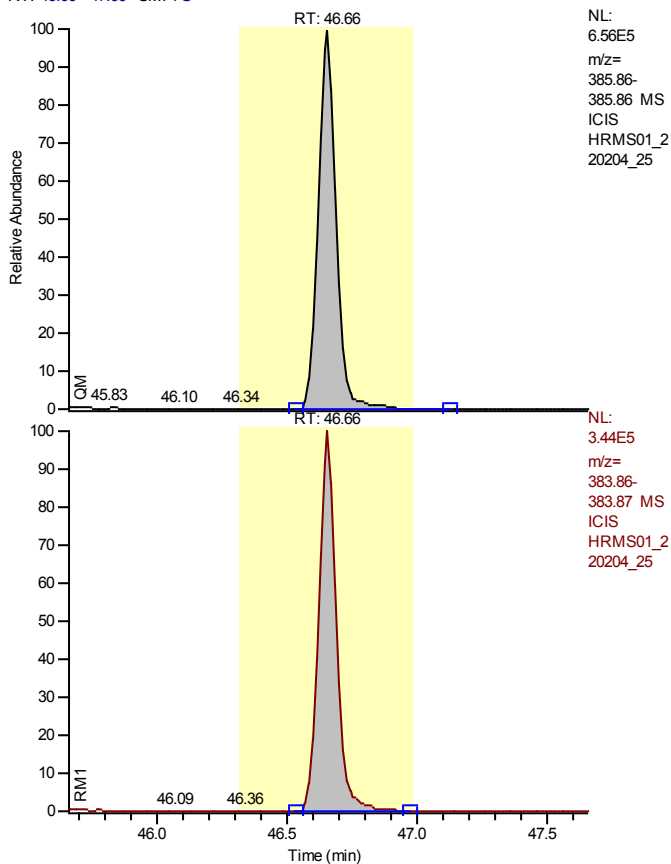 RT: 46.66
NL:
6.56E5
m/z=
385.86-
385.86 MS
ICIS
HRMS01_2
20204_25
100
90
80
70
60
50
40
30
20
10
0
Relative Abundance
QM
45.83 46.10 46.34
RT: 46.66
NL:
3.44E5
m/z=
383.86-
383.87 MS
ICIS
HRMS01_2
20204_25
100
90
80
70
60
50
40
30
20
10
0
RM1
46.09 46.36
46.0 46.5 47.0 47.5
Time (min)